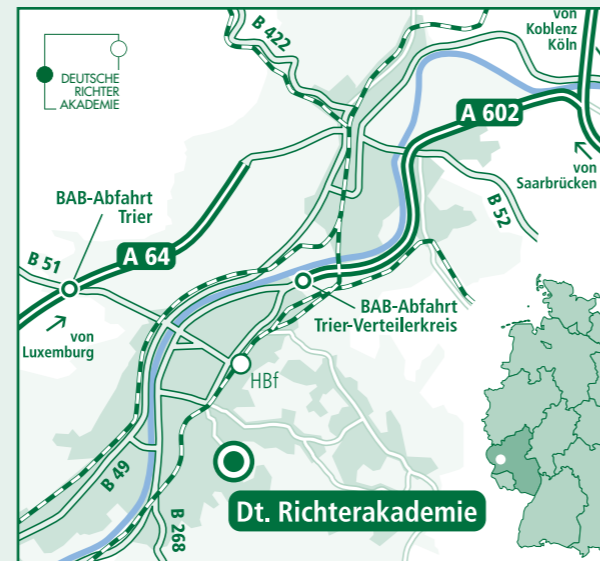 B 422
von
Koblenz
Köln
DEUTSCHE
RICHTER
AKADEMIE
A 602
von
Saarbrücken
BAB-Abfahrt
Trier
B 52
B 51
A 64
BAB-Abfahrt
Trier-Verteilerkreis
von
Luxemburg
HBf
B 49
Dt. Richterakademie
B 268